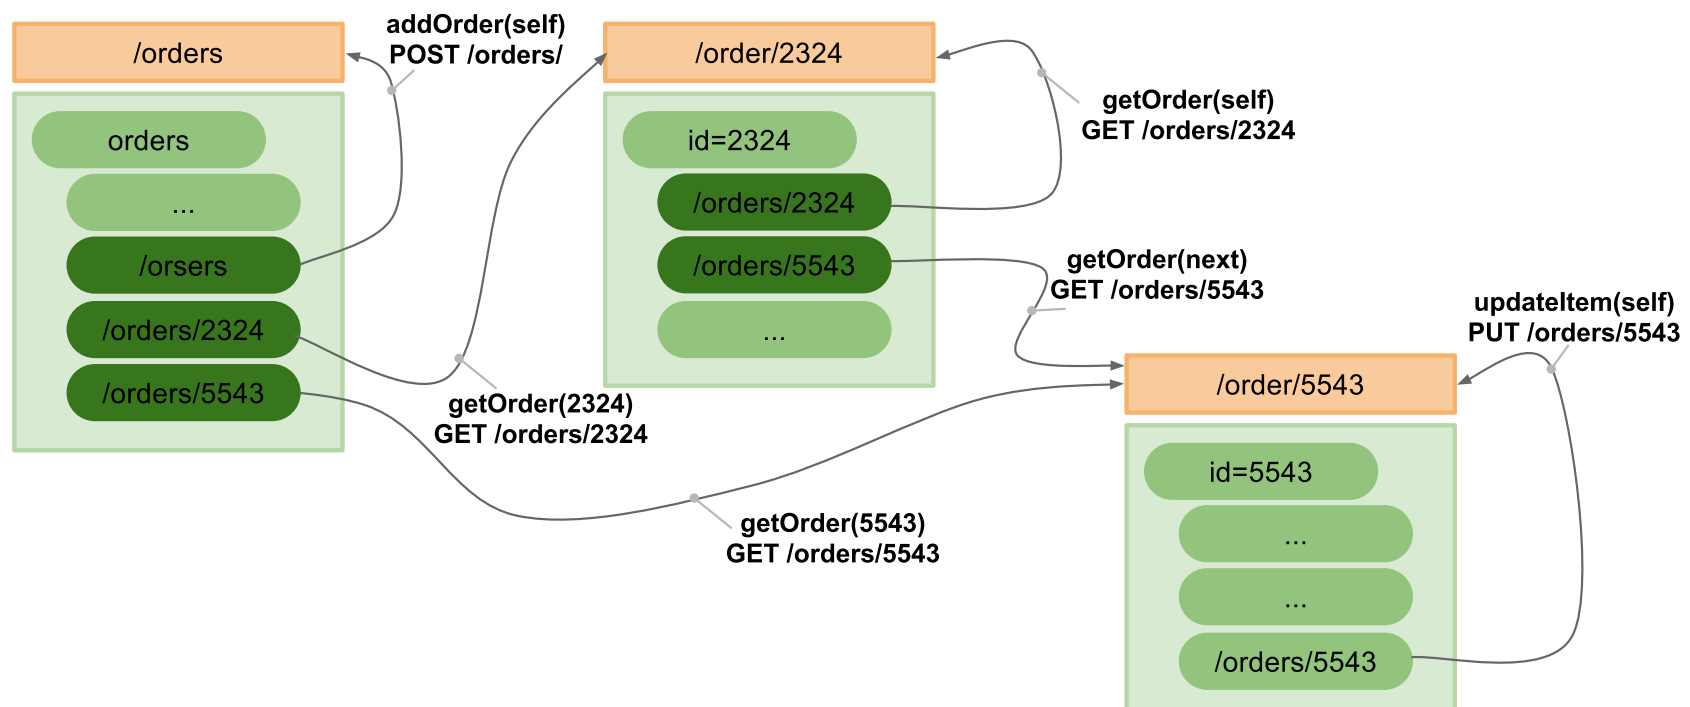 /orders
addOrder(self)
POST /orders/
orders
...
/orsers
/orders/2324
/orders/5543
getOrder(2324)
GET /orders/2324
getOrder(5543)
GET /orders/5543
/order/2324
id=2324
/orders/2324
/orders/5543
...
getOrder(self)
GET /orders/2324
getOrder(next)
GET /orders/5543
updateItem(self)
PUT /orders/5543
/order/5543
id=5543
...
...
/orders/5543